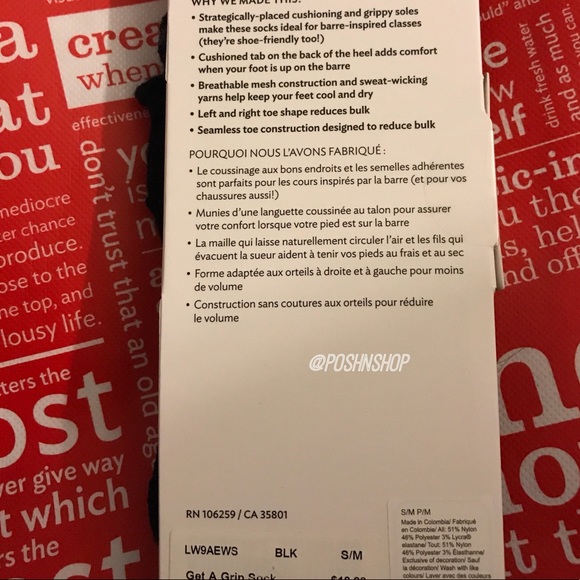 WHY WE MADE THIS:
• Strategically-placed cushioning and grippy soles
make these socks ideal for barre-inspired classes
(they're shoe-friendly too!)
• Cushioned tab on the back of the heel adds comfort
when your foot is up on the barre
• Breathable mesh construction and sweat-wicking
yarns help keep your feet cool and dry
• Left and right toe shape reduces bulk
• Seamless toe construction designed to reduce bulk
POURQUOI NOUS L'AVONS FABRIQUÉ :
• Le coussinage aux bons endroits et les semelles adhérentes
sont parfaits pour les cours inspirés par la barre (et pour vos
chaussures aussi!)
• Munies d'une languette coussinée au talon pour assurer
votre confort lorsque votre pied est sur la barre
• La maille qui laisse naturellement circuler l'air et les fils qui
évacuent la sueur aident à tenir vos pieds au frais et au sec
• Forme adaptée aux orteils à droite et à gauche pour moins
de volume
• Construction sans coutures aux orteils pour réduire
le volume
@POSHNSHOP
RN 106259 / CA 35801
LW9AEWS BLK S/M
Get A Grip Sock
S/M P/M
Made in Colombia/ Fabriqué
en Colombie/ All: 51% Nylon
46% Polyester 3% Lycra®
elastane/ Tout: 51% Nylon
46% Polyester 3% Élasthanne/
Exclusive of decoration/ Sauf
la décoration/ Wash with like
colours/ Laver avec des couleurs
crea
when
effectivene
don't trust that an old ag
mediocre
er chance
produce.
ose to the
ne top, and
lousy life.
ters the
ost
ver give way
t which
rs the
drink fresh water
and as much
you can.
elf
ic-in
u the
s, hel
nd off